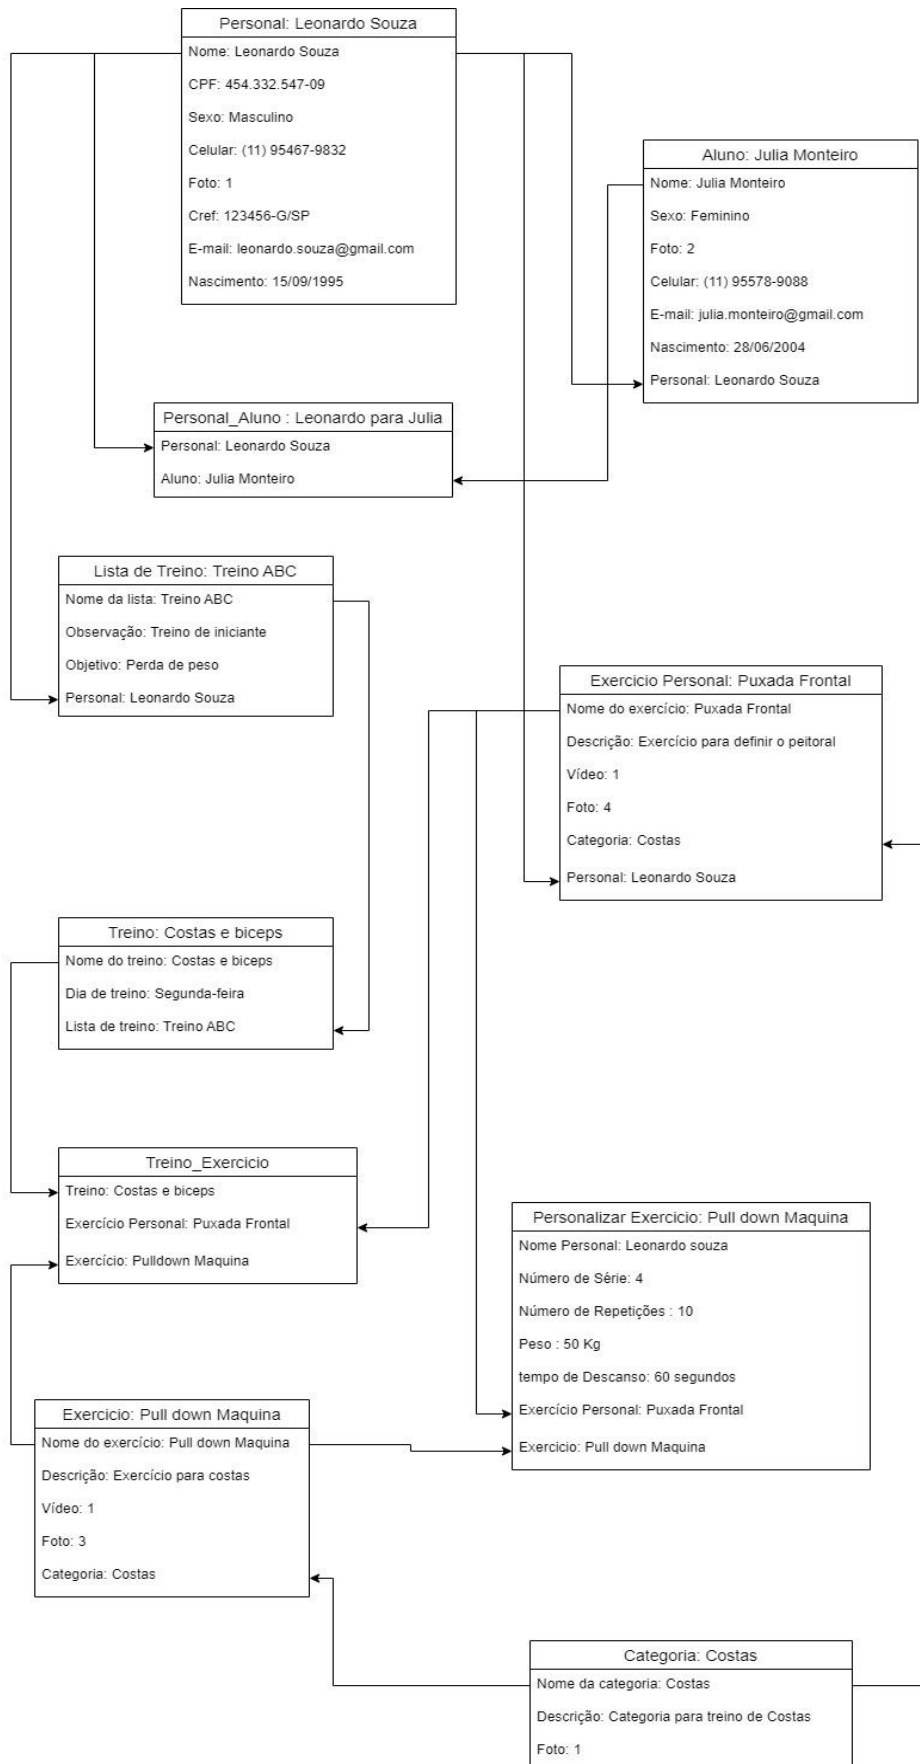 Personal: Leonardo Souza
Nome: Leonardo Souza
CPF: 454.332.547-09
Sexo: Masculino
Celular: (11) 95467-9832
Foto: 1
Cref: 123456-G/SP
E-mail: leonardo.souza@gmail.com
Nascimento: 15/09/1995
Aluno: Julia Monteiro
Nome: Julia Monteiro
Sexo: Feminino
Foto: 2
Celular: (11) 95578-9088
E-mail: julia.monteiro@gmail.com
Nascimento: 28/06/2004
Personal: Leonardo Souza
Personal_Aluno : Leonardo para Julia
Personal: Leonardo Souza
Aluno: Julia Monteiro
Lista de Treino: Treino ABC
Nome da lista: Treino ABC
Observação: Treino de iniciante
Objetivo: Perda de peso
Personal: Leonardo Souza
Exercicio Personal: Puxada Frontal
Nome do exercício: Puxada Frontal
Descrição: Exercício para definir o peitoral
Vídeo: 1
Foto: 4
Categoria: Costas
Personal: Leonardo Souza
Treino: Costas e biceps
Nome do treino: Costas e biceps
Dia de treino: Segunda-feira
Lista de treino: Treino ABC
Treino_Exercicio
Treino: Costas e biceps
Exercício Personal: Puxada Frontal
Exercício: Pulldown Maquina
Personalizar Exercicio: Pull down Maquina
Nome Personal: Leonardo souza
Número de Série: 4
Número de Repetições : 10
Peso : 50 Kg
tempo de Descanso: 60 segundos
Exercício Personal: Puxada Frontal
Exercicio: Pull down Maquina
Exercicio: Pull down Maquina
Nome do exercício: Pull down Maquina
Descrição: Exercício para costas
Vídeo: 1
Foto: 3
Categoria: Costas
Categoria: Costas
Nome da categoria: Costas
Descrição: Categoria para treino de Costas
Foto: 1